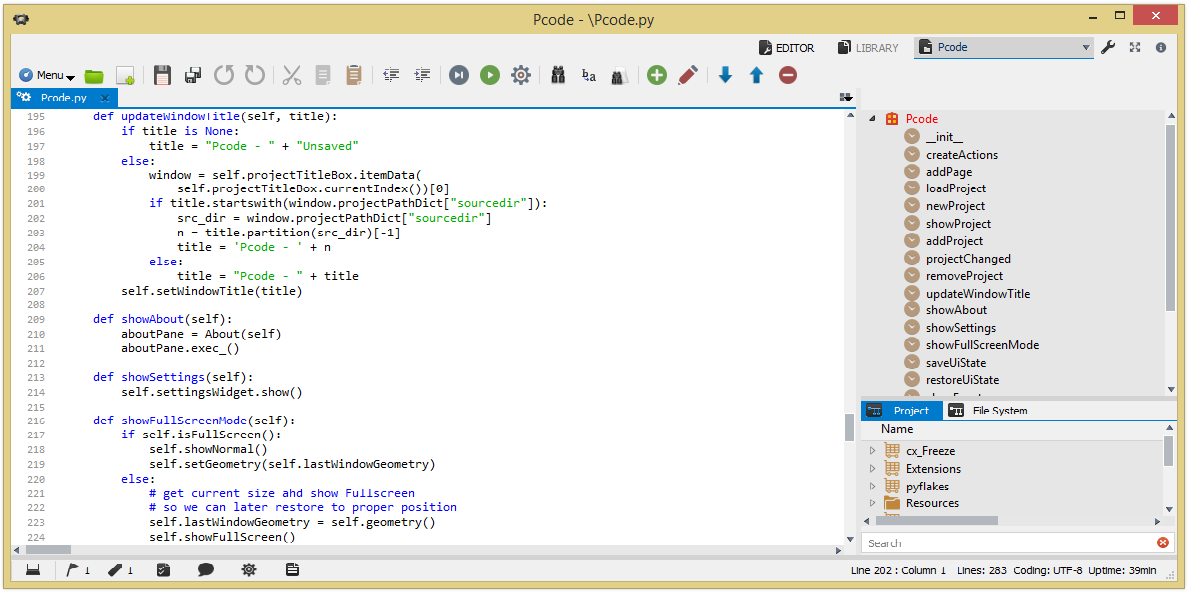 Pcode - \Pcode.py
EDITOR LIBRARY Pcode
Menu
Pcode.py
195 def updateWindowTitle(self, title):
196 if title is None:
197 title = "Pcode - " + "Unsaved"
198 else:
199 window = self.projectTitleBox.itemData(
200 self.projectTitleBox.currentIndex())[0]
201 if title.startswith(window.projectPathDict["sourcedir"]):
202 src_dir = window.projectPathDict["sourcedir"]
203 n = title.partition(src_dir)[-1]
204 title = 'Pcode - ' + n
205 else:
206 title = "Pcode - " + title
207 self.setWindowTitle(title)
208
209 def showAbout(self):
210 aboutPane = About(self)
211 aboutPane.exec_()
212
213 def showSettings(self):
214 self.settingsWidget.show()
215
216 def showFullScreenMode(self):
217 if self.isFullScreen():
218 self.showNormal()
219 self.setGeometry(self.lastWindowGeometry)
220 else:
221 # get current size ahd show Fullscreen
222 # so we can later restore to proper position
223 self.lastWindowGeometry = self.geometry()
224 self.showFullScreen()
Pcode
__init__
createActions
addPage
loadProject
newProject
showProject
addProject
projectChanged
removeProject
updateWindowTitle
showAbout
showSettings
showFullScreenMode
saveUiState
restoreUiState
Project File System
Name
cx_Freeze
Extensions
pyflakes
Resources
Search
1 1 Line 202 : Column 1 Lines: 283 Coding: UTF-8 Uptime: 39min